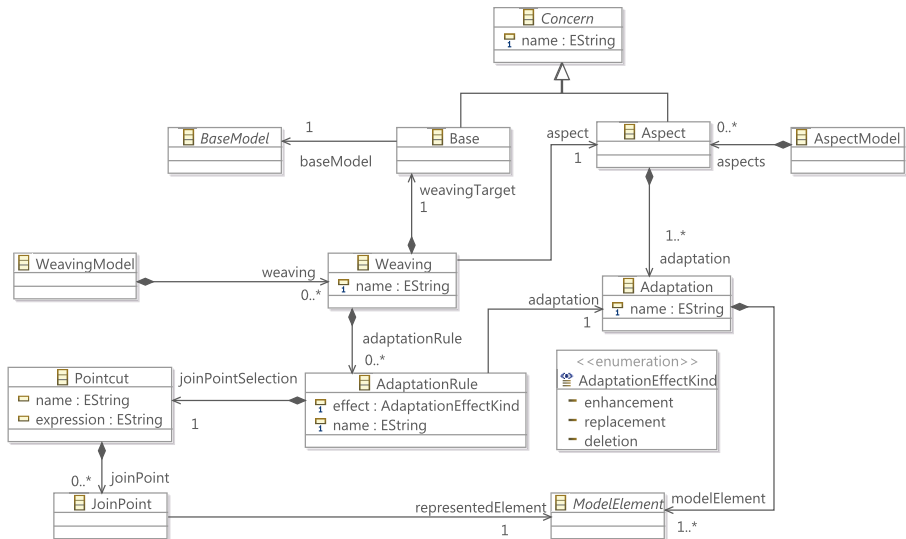 Concern
name : EString
BaseModel
1
baseModel
Base
aspect
1
Aspect
0..*
aspects
AspectModel
weavingTarget
1
1..*
adaptation
WeavingModel
weaving
0..*
Weaving
name : EString
adaptation
1
Adaptation
name : EString
adaptationRule
0..*
<<enumeration>>
AdaptationEffectKind
enhancement
replacement
deletion
Pointcut
name : EString
expression : EString
joinPointSelection
1
AdaptationRule
effect : AdaptationEffectKind
name : EString
0..*
joinPoint
JoinPoint
representedElement
1
ModelElement
modelElement
1..*